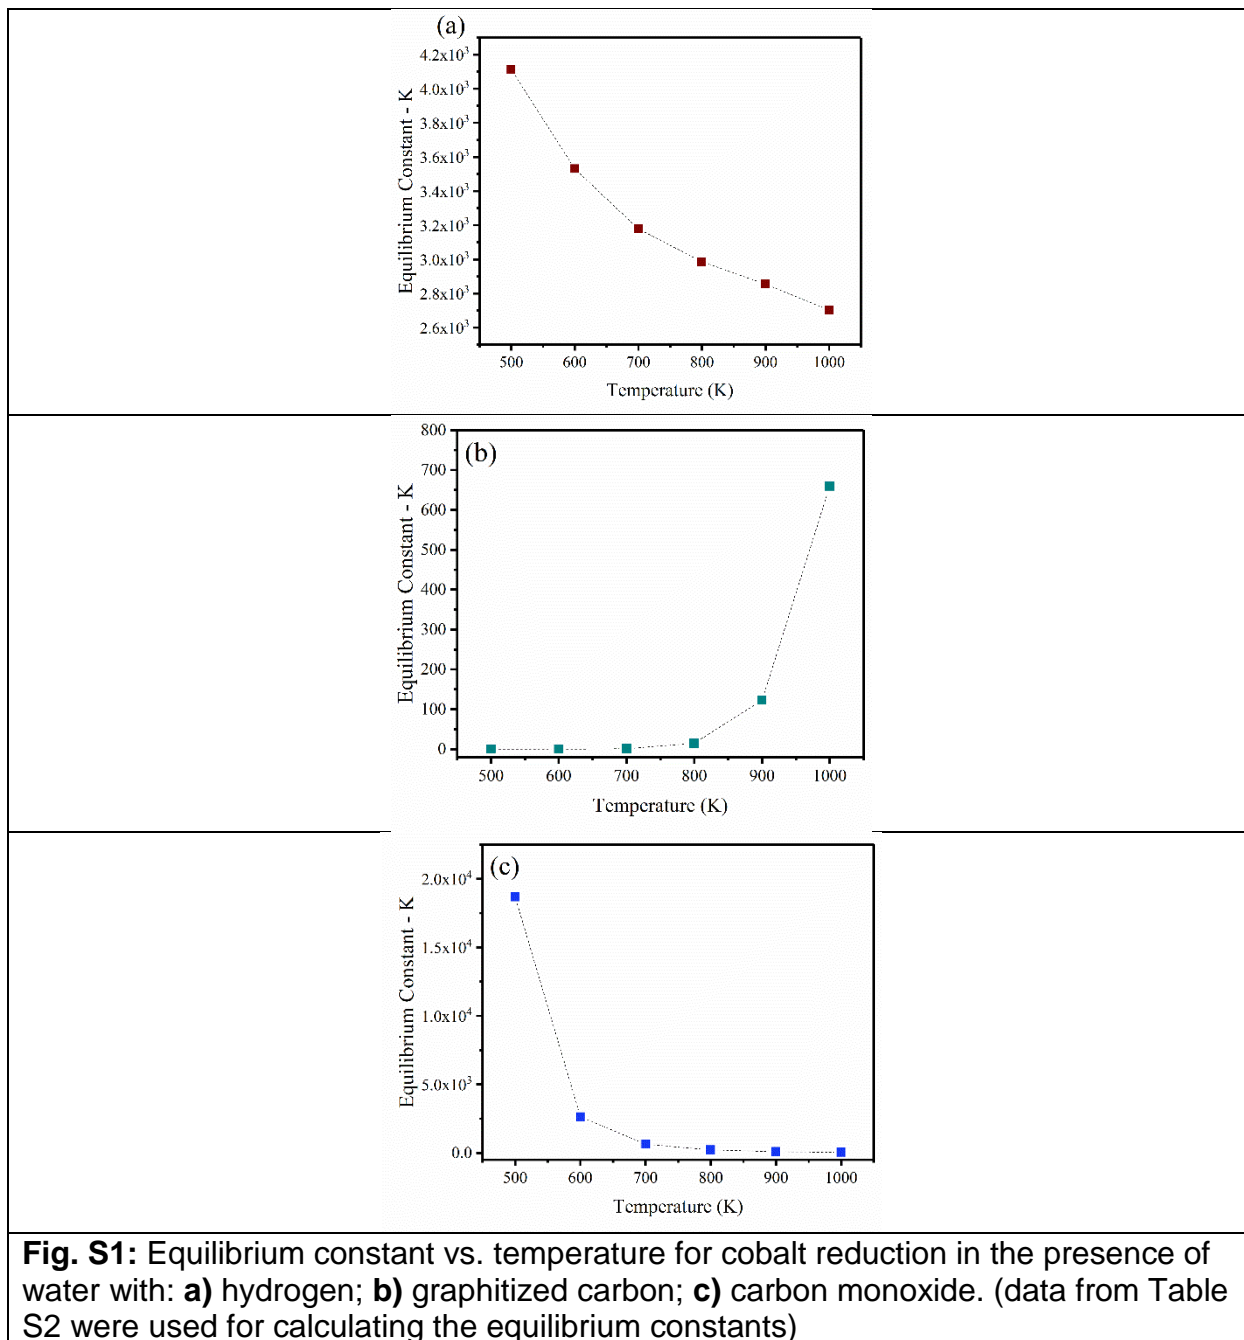 (a)
4.2x10³
4.0x10³
3.8x10³
3.6x10³
3.4x10³
3.2x10³
3.0x10³
2.8x10³
2.6x10³
Equilibrium Constant - K
500 600 700 800 900 1000
Temperature (K)
(b)
800
700
600
500
400
300
200
100
0
Equilibrium Constant - K
500 600 700 800 900 1000
Temperature (K)
(c)
2.0x10⁴
1.5x10⁴
1.0x10⁴
5.0x10³
0.0
Equilibrium Constant - K
500 600 700 800 900 1000
Temperature (K)
Fig. S1: Equilibrium constant vs. temperature for cobalt reduction in the presence of
water with: a) hydrogen; b) graphitized carbon; c) carbon monoxide. (data from Table
S2 were used for calculating the equilibrium constants)